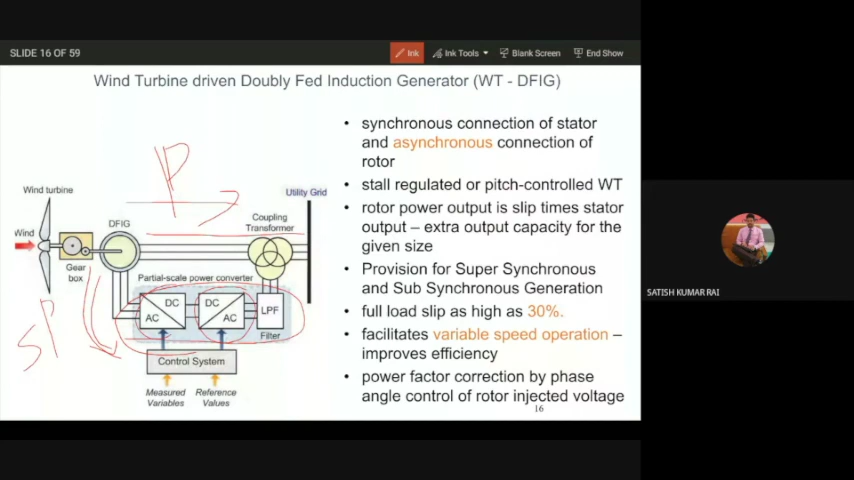 SLIDE 16 OF 59
Ink
Ink Tools
Blank Screen
End Show
Wind Turbine driven Doubly Fed Induction Generator (WT - DFIG)
P
Wind turbine
Utility Grid
Wind
DFIG
Coupling
Transformer
Gear
box
Partial-scale power converter
DC
AC
DC
AC
LPF
Filter
SP
Control System
Measured
Variables
Reference
Values
• synchronous connection of stator
and asynchronous connection of
rotor
• stall regulated or pitch-controlled WT
• rotor power output is slip times stator
output – extra output capacity for the
given size
• Provision for Super Synchronous
and Sub Synchronous Generation
• full load slip as high as 30%.
• facilitates variable speed operation –
improves efficiency
• power factor correction by phase
angle control of rotor injected voltage
16
SATISH KUMAR RAI